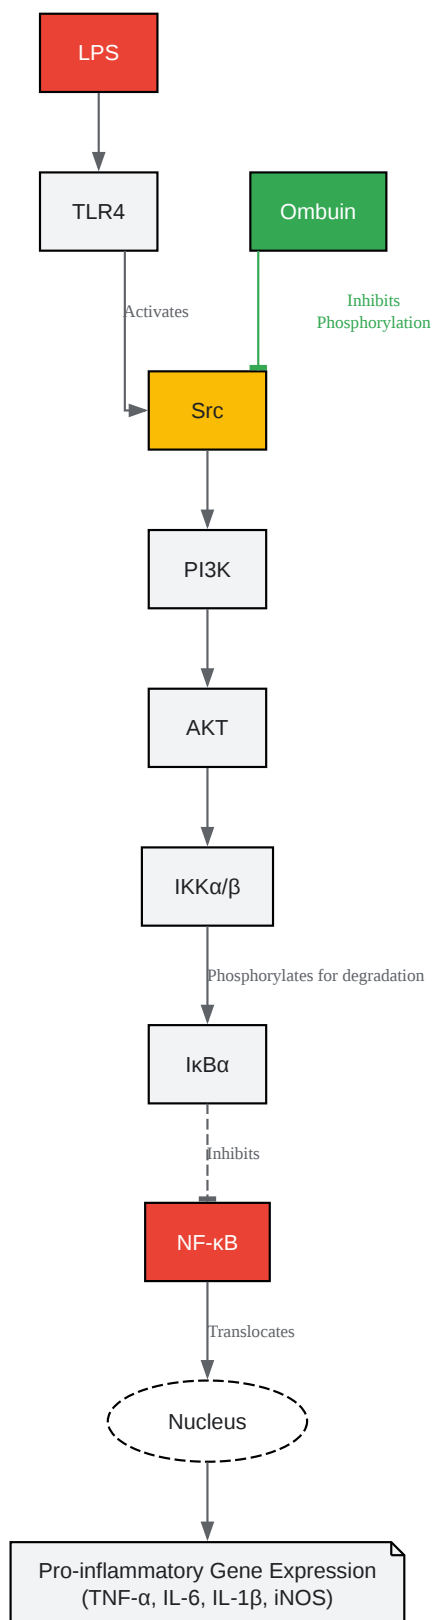 LPS
TLR4
Ombuin
Activates
Inhibits
Phosphorylation
Src
PI3K
AKT
IKKα/β
Phosphorylates for degradation
IκBα
Inhibits
NF-κB
Translocates
Nucleus
Pro-inflammatory Gene Expression
(TNF-α, IL-6, IL-1β, iNOS)